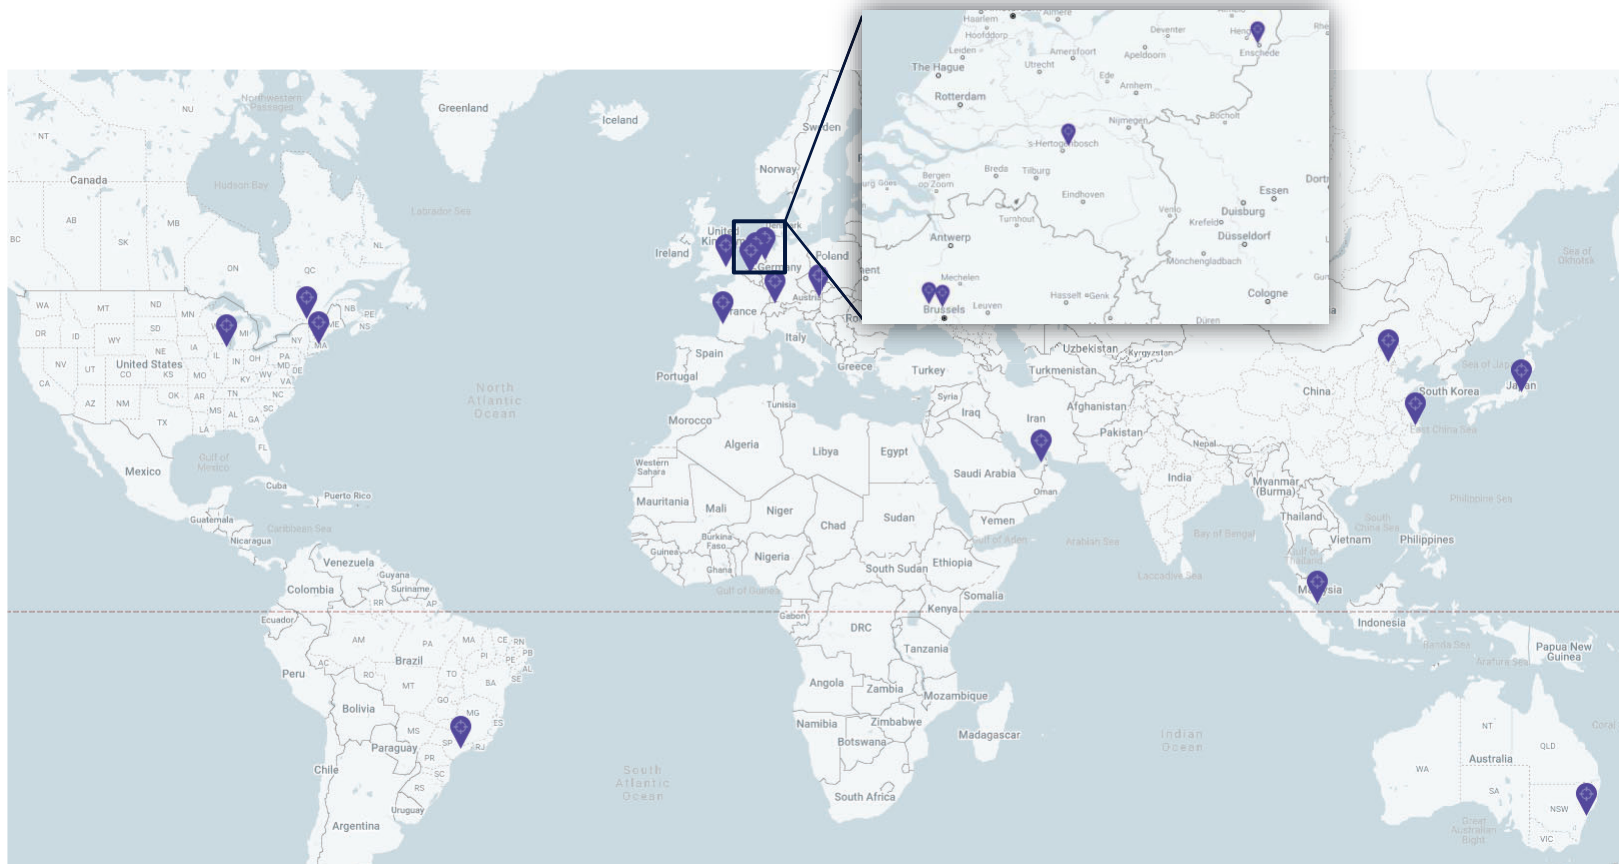 Haarlem
Almere
Hoofddorp
Deventer
Enschede
Leiden
Amersfoort
Apeldoorn
Utrecht
The Hague
Ede
Arnhem
Rotterdam
Nijmegen
Bocholt
's-Hertogenbosch
Breda
Tilburg
Bergen
op Zoom
Goes
Eindhoven
Essen
Turnhout
Venlo
Krefeld
Duisburg
Antwerp
Düsseldorf
Mönchengladbach
Mechelen
Hasselt
Genk
Cologne
Brussels
Leuven
Düren
Greenland
Iceland
Sweden
Norway
Northwestern
Passages
NU
NT
Canada
Hudson Bay
Labrador Sea
AB
MB
BC
SK
NL
ON
QC
United
Ireland
Poland
Germany
Sea of
Okhotsk
WA
MT
ND
MN
NB
PE
NS
ME
OR
ID
WY
SD
MI
NY
MA
NV
UT
United States
CO
NE
KS
IA
MO
IL
IN
OH
KY
WV
PA
MD
DE
VA
CA
AZ
NM
OK
AR
TN
NC
SC
TX
LA
MS
AL
GA
FL
Austria
Italy
Spain
Portugal
Greece
Turkey
Uzbekistan
Kyrgyzstan
Turkmenistan
China
South Korea
Sea of Japan
Japan
East China Sea
North
Atlantic
Ocean
Tunisia
Morocco
Syria
Iraq
Iran
Afghanistan
Pakistan
Nepal
Gulf of
Mexico
Mexico
Cuba
Puerto Rico
Algeria
Libya
Egypt
Western
Sahara
Saudi Arabia
Oman
India
Myanmar
(Burma)
Philippine Sea
Guatemala
Caribbean Sea
Nicaragua
Mauritania
Mali
Niger
Chad
Sudan
Yemen
Gulf of Aden
Arabian Sea
Bay of Bengal
Thailand
South
China Sea
Vietnam
Philippines
Gulf of
Thailand
Burkina
Faso
Guinea
Ghana
Nigeria
South Sudan
Ethiopia
Laccadive Sea
Venezuela
Guyana
Suriname
Colombia
Gulf of Guinea
Somalia
Malaysia
RR
AP
Ecuador
Gabon
DRC
Kenya
Indonesia
AM
PA
MA
CE
RN
PB
PI
PE
AL
SE
Brazil
AC
RO
TO
BA
MT
GO
Peru
Tanzania
Banda Sea
Arafura Sea
Papua New
Guinea
Bolivia
MG
ES
MS
SP
RJ
Angola
Zambia
Mozambique
Namibia
Zimbabwe
Botswana
Madagascar
Indian
Ocean
Paraguay
PR
SC
Chile
RS
Uruguay
Argentina
South
Atlantic
Ocean
South Africa
NT
Coral
QLD
WA
Australia
SA
NSW
VIC
Great
Australian
Bight